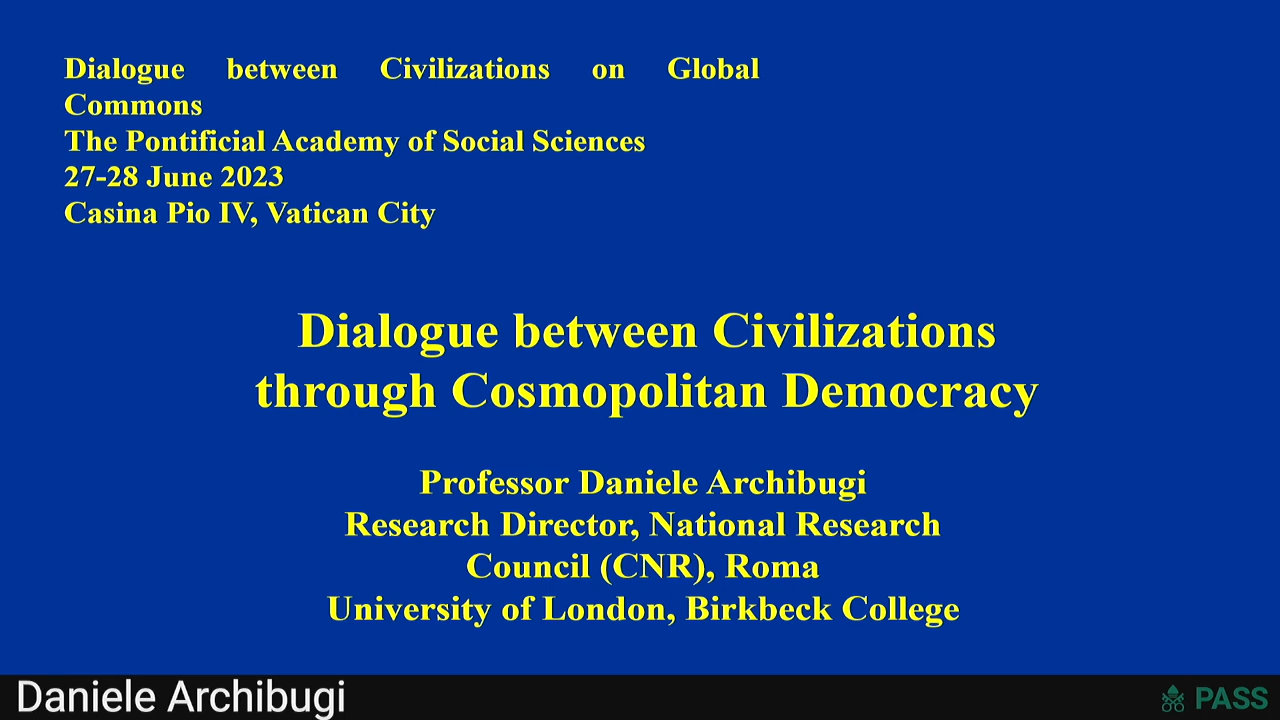 Dialogue between Civilizations on Global
Commons
The Pontificial Academy of Social Sciences
27-28 June 2023
Casina Pio IV, Vatican City
Dialogue between Civilizations
through Cosmopolitan Democracy
Professor Daniele Archibugi
Research Director, National Research
Council (CNR), Roma
University of London, Birkbeck College
Daniele Archibugi
PASS